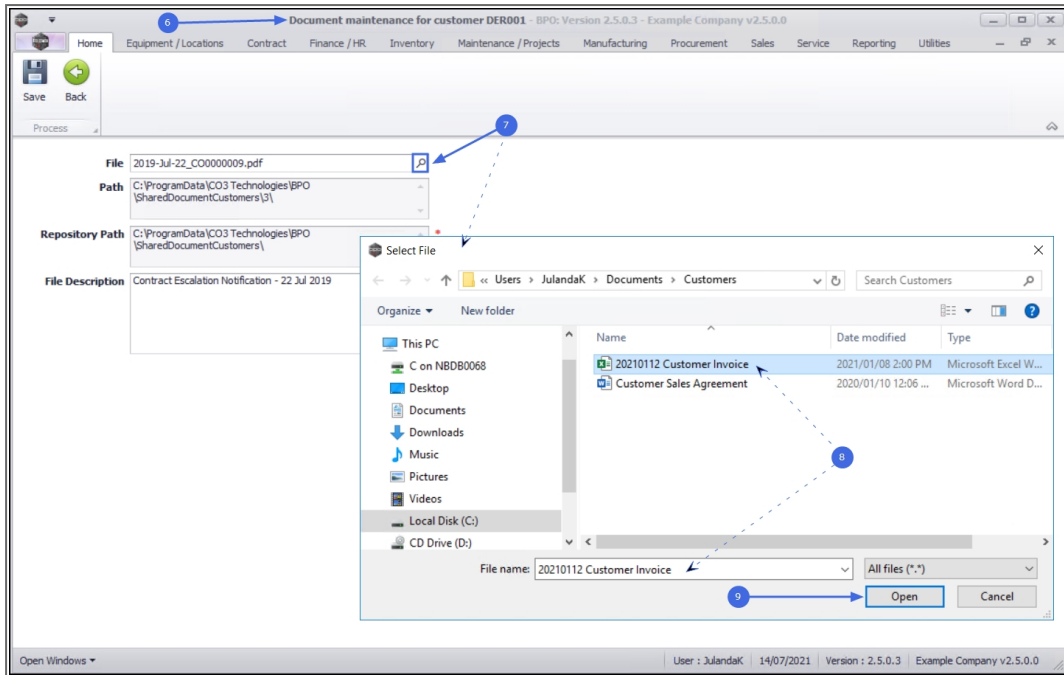 6
Document maintenance for customer DER001 - BPO: Version 2.5.0.3 - Example Company v2.5.0.0
Home Equipment / Locations Contract Finance / HR Inventory Maintenance / Projects Manufacturing Procurement Sales Service Reporting Utilities
Save Back
Process
7
File 2019-Jul-22_CO0000009.pdf
Path C:\ProgramData\CO3 Technologies\BPO
\SharedDocumentCustomers\3\
Repository Path C:\ProgramData\CO3 Technologies\BPO
\SharedDocumentCustomers\
*
File Description Contract Escalation Notification - 22 Jul 2019
Select File
« Users > JulandaK > Documents > Customers Search Customers
Organize New folder
This PC
C on NBDB0068
Desktop
Documents
Downloads
Music
Pictures
Videos
Local Disk (C:)
CD Drive (D:)
Name Date modified Type
20210112 Customer Invoice 2021/01/08 2:00 PM Microsoft Excel W...
Customer Sales Agreement 2020/01/10 12:06 ... Microsoft Word D...
8
File name: 20210112 Customer Invoice All files (*.*)
9
Open Cancel
Open Windows User : JulandaK 14/07/2021 Version : 2.5.0.3 Example Company v2.5.0.0